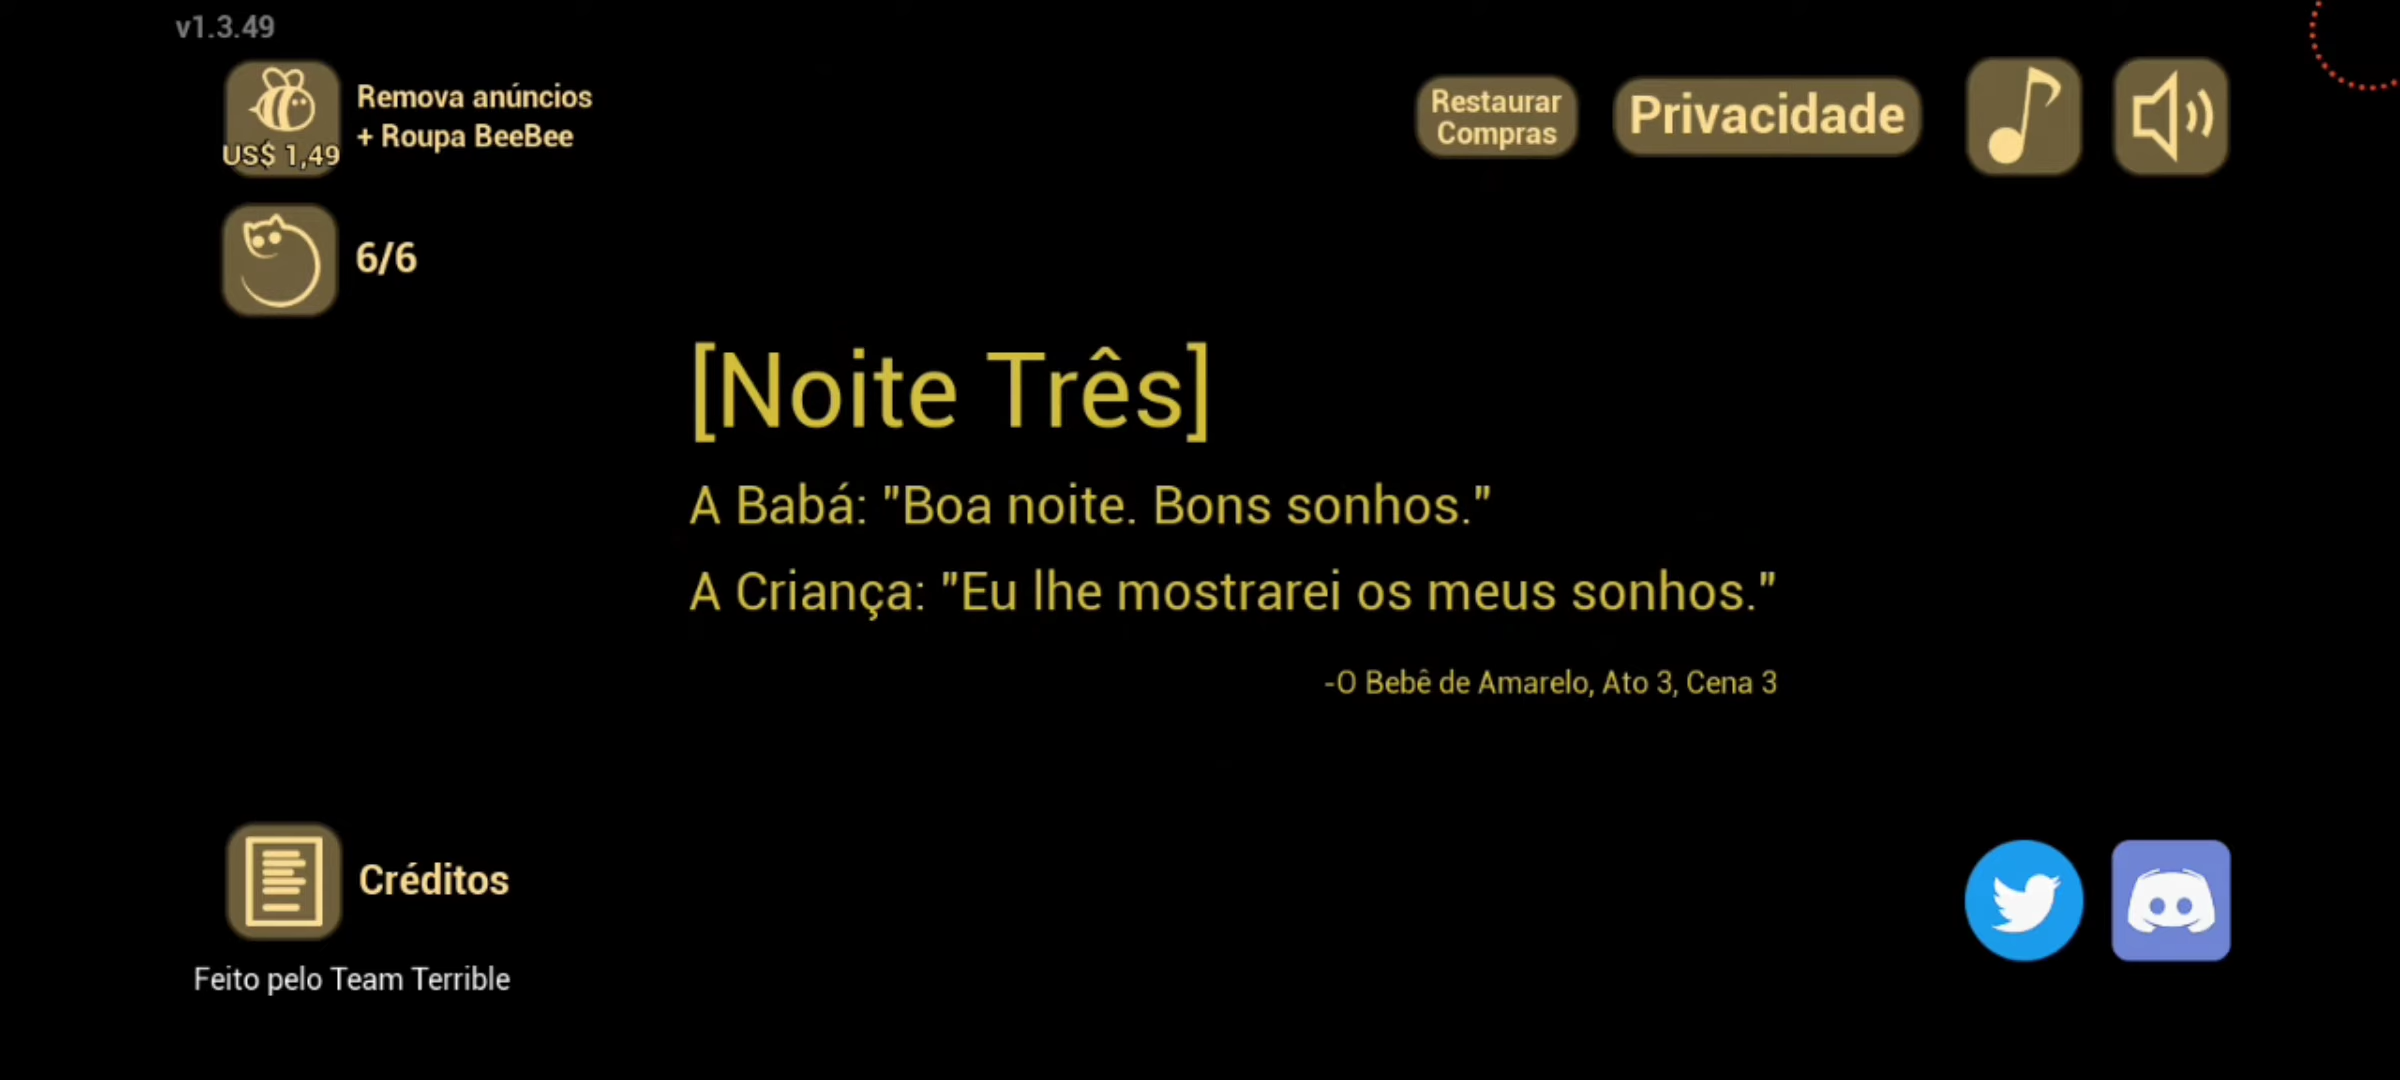 v1.3.49
Remova anúncios
+ Roupa BeeBee
US$ 1,49
Restaurar
Compras
Privacidade
6/6
[Noite Três]
A Babá: "Boa noite. Bons sonhos."
A Criança: "Eu lhe mostrarei os meus sonhos."
-O Bebê de Amarelo, Ato 3, Cena 3
Créditos
Feito pelo Team Terrible